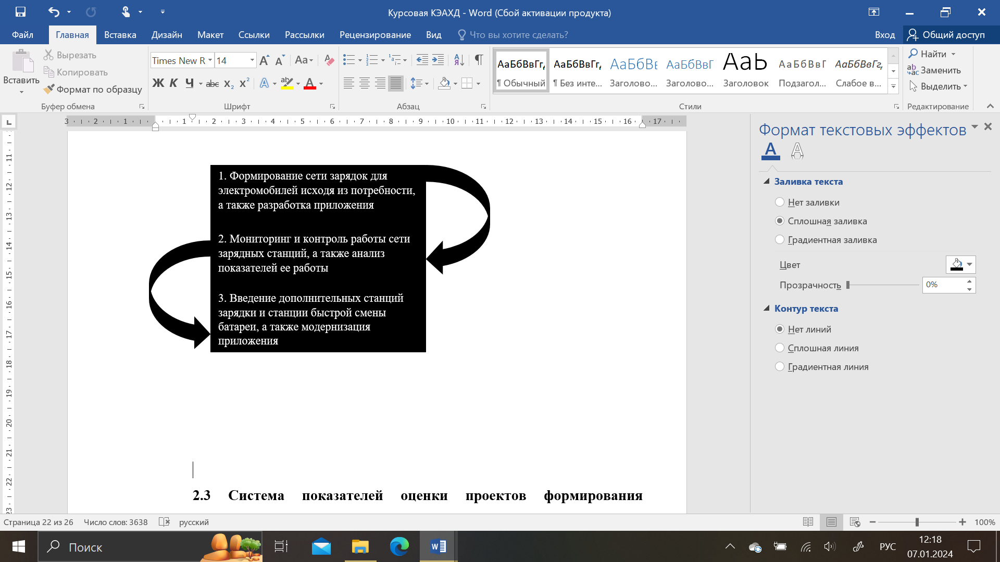 Курсовая КЭАХД - Word (Сбой активации продукта)
Файл Главная Вставка Дизайн Макет Ссылки Рассылки Рецензирование Вид Что вы хотите сделать? Вход Общий доступ
Вставить
Вырезать
Копировать
Формат по образцу
Буфер обмена
Times New R 14
Ж К Ч abc x₂ x²
Шрифт
Абзац
АаБбВвГг, АаБбВвГг, АаБбВв АаБбВвГ АаЬ АаБбВвГ АаБбВвГг,
¶ Обычный ¶ Без инте... Заголово... Заголово... Заголовок Подзагол... Слабое в...
Стили
Найти
Заменить
Выделить
Редактирование
3 2 1 1 2 3 4 5 6 7 8 9 10 11 12 13 14 15 16 17
11
12
13
14
15
16
17
18
19
20
21
22
23
1. Формирование сети зарядок для
электромобилей исходя из потребности,
а также разработка приложения
2. Мониторинг и контроль работы сети
зарядных станций, а также анализ
показателей ее работы
3. Введение дополнительных станций
зарядки и станции быстрой смены
батареи, а также модернизация
приложения
2.3 Система показателей оценки проектов формирования
Формат текстовых эффектов
Заливка текста
Нет заливки
Сплошная заливка
Градиентная заливка
Цвет
Прозрачность 0%
Контур текста
Нет линий
Сплошная линия
Градиентная линия
Страница 22 из 26 Число слов: 3638 русский 100%
Поиск
РУС
12:18
07.01.2024